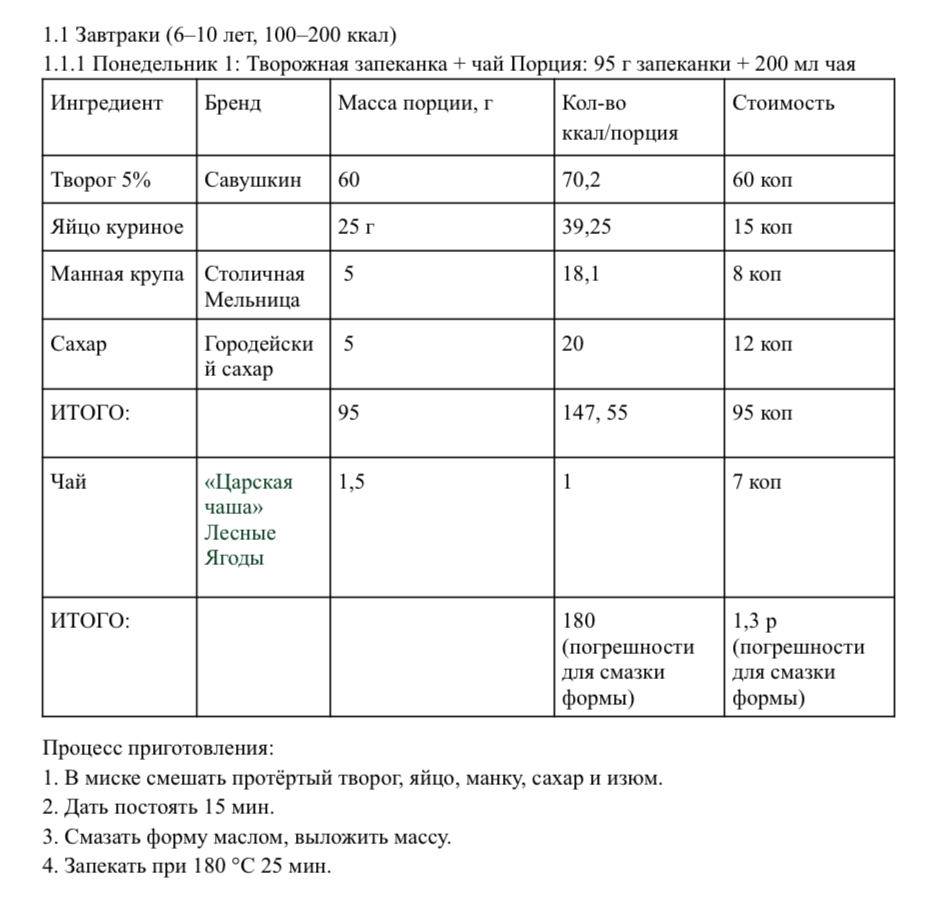 1.1 Завтраки (6–10 лет, 100–200 ккал)
1.1.1 Понедельник 1: Творожная запеканка + чай Порция: 95 г запеканки + 200 мл чая
Ингредиент Бренд Масса порции, г Кол-во ккал/порция Стоимость
Творог 5% Савушкин 60 70,2 60 коп
Яйцо куриное 25 г 39,25 15 коп
Манная крупа Столичная Мельница 5 18,1 8 коп
Сахар Городейски й сахар 5 20 12 коп
ИТОГО: 95 147, 55 95 коп
Чай «Царская чаша» Лесные Ягоды 1,5 1 7 коп
ИТОГО: 180 (погрешности для смазки формы) 1,3 р (погрешности для смазки формы)
Процесс приготовления:
1. В миске смешать протёртый творог, яйцо, манку, сахар и изюм.
2. Дать постоять 15 мин.
3. Смазать форму маслом, выложить массу.
4. Запекать при 180 °C 25 мин.